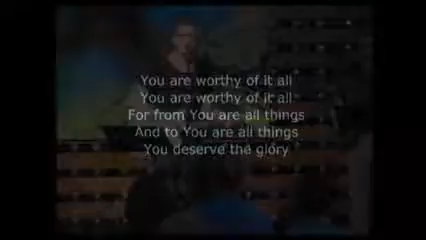 You are worthy of it all
You are worthy of it all
For from You are all things
And to You are all things
You deserve the glory